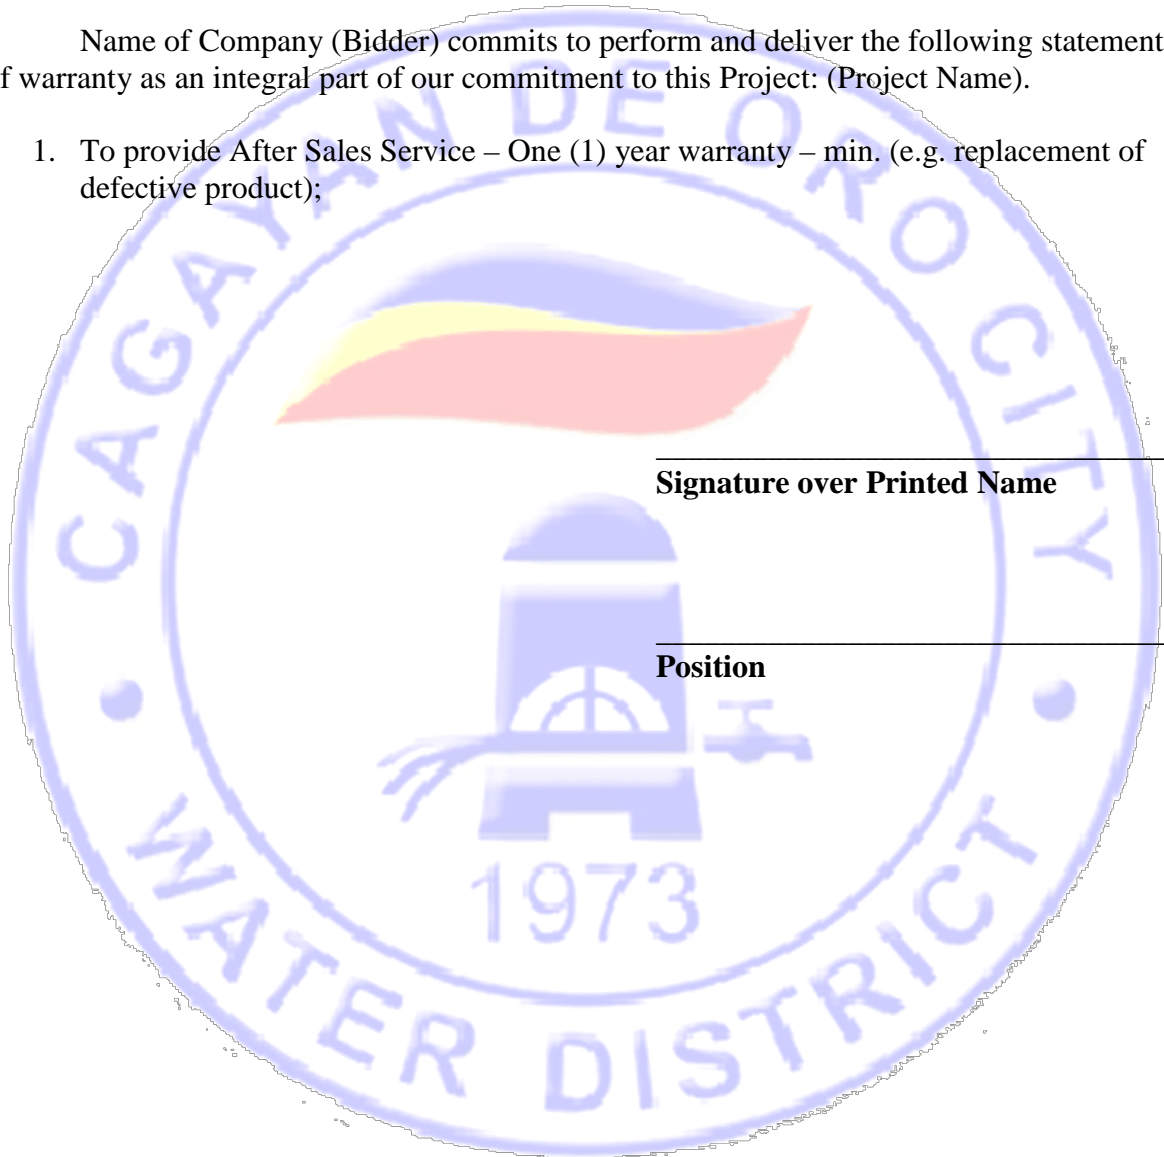 Name of Company (Bidder) commits to perform and deliver the following statement
f warranty as an integral part of our commitment to this Project: (Project Name).
1. To provide After Sales Service – One (1) year warranty – min. (e.g. replacement of
defective product);
Signature over Printed Name
Position
CAGAYAN DE ORO CITY
1973
WATER DISTRICT